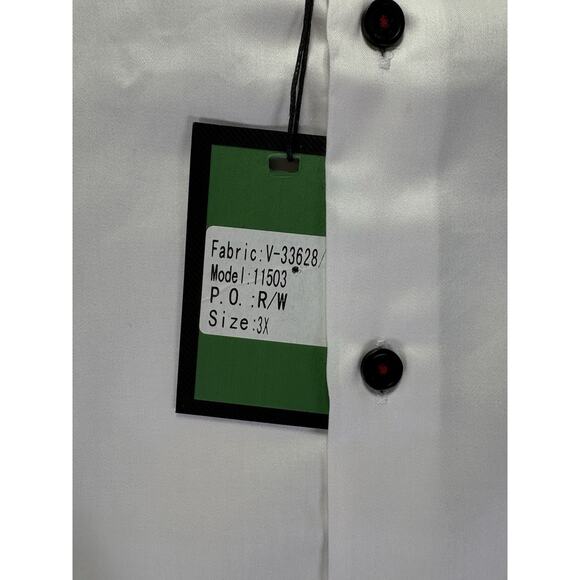 Fabric:V-33628/
Model:11503
P.O.:R/W
Size:3X